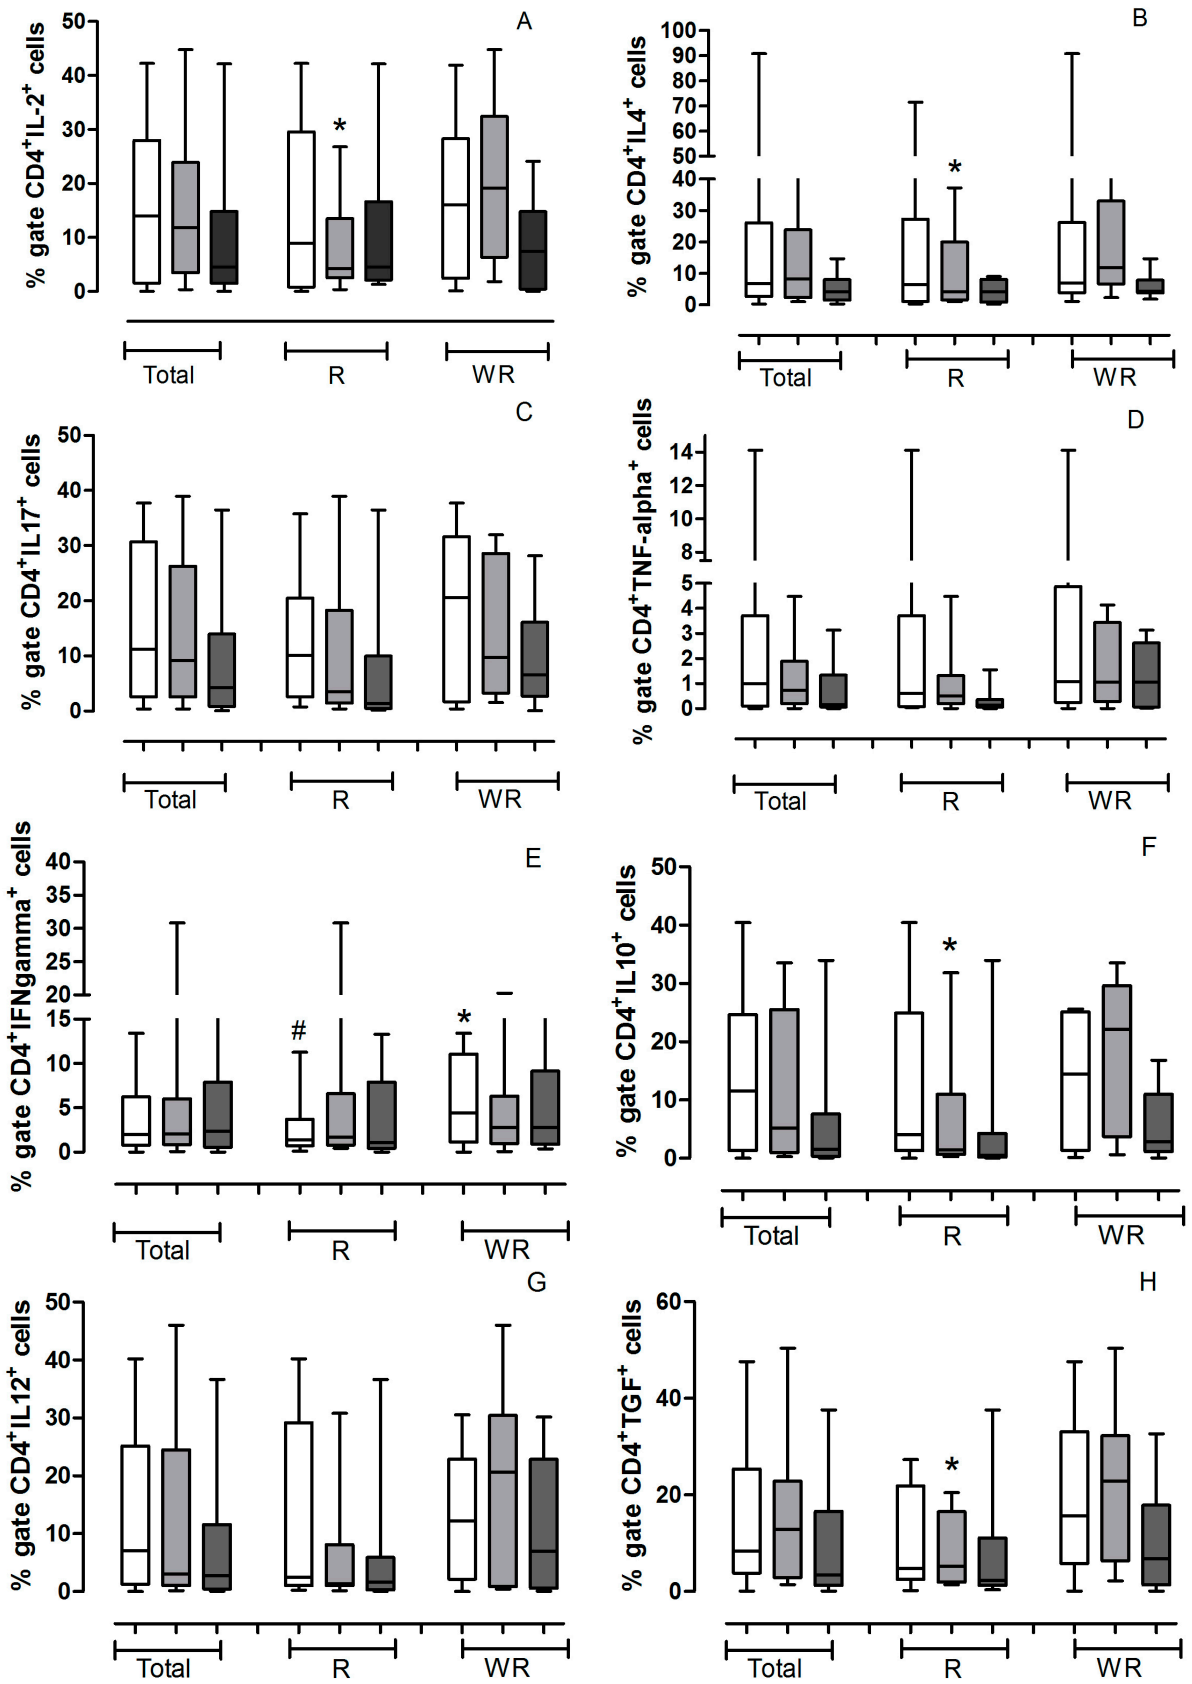 A
% gate CD4+IL-2+ cells
50
40
30
20
10
0
*
Total R WR
B
% gate CD4+IL4+ cells
100
90
80
70
60
50
40
30
20
10
0
*
Total R WR
C
% gate CD4+IL17+ cells
50
40
30
20
10
0
Total R WR
D
% gate CD4+TNF-alpha+ cells
14
12
10
8
5
4
3
2
1
0
Total R WR
E
% gate CD4+IFNgamma+ cells
40
35
30
25
20
15
10
5
0
# *
Total R WR
F
% gate CD4+IL10+ cells
50
40
30
20
10
0
*
Total R WR
G
% gate CD4+IL12+ cells
50
40
30
20
10
0
Total R WR
H
% gate CD4+TGF+ cells
60
40
20
0
*
Total R WR